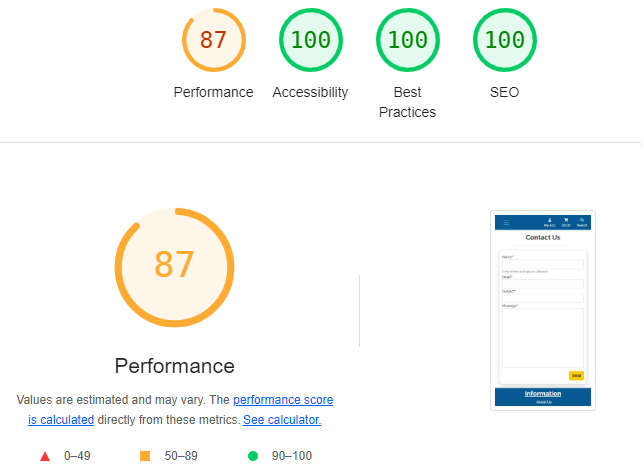 87 100 100 100
Performance Accessibility Best SEO
Practices
87
Performance
Values are estimated and may vary. The performance score
is calculated directly from these metrics. See calculator.
0–49 50–89 90–100
Contact Us
Name*
Email*
Subject*
Message*
Send
Information
About Us